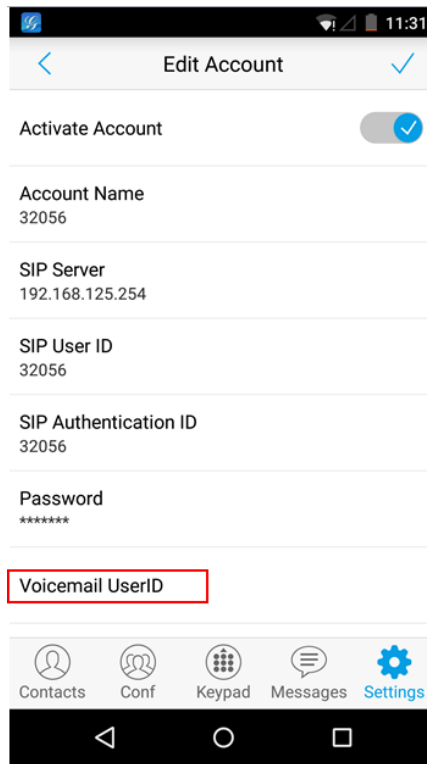 11:31
Edit Account
Activate Account
Account Name
32056
SIP Server
192.168.125.254
SIP User ID
32056
SIP Authentication ID
32056
Password
*******
Voicemail UserID
Contacts Conf Keypad Messages Settings